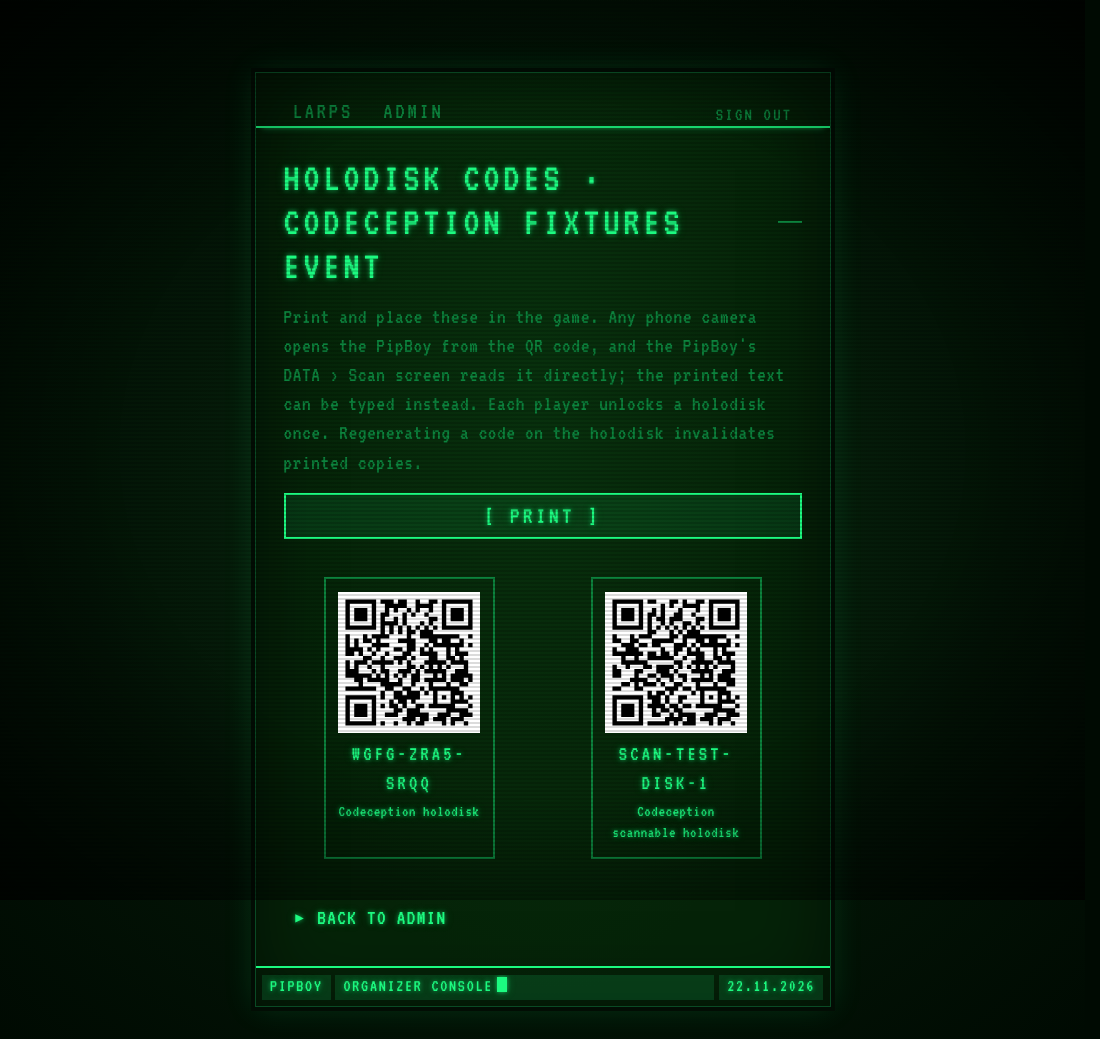 LARPS ADMIN SIGN OUT
HOLODISK CODES ·
CODECEPTION FIXTURES
EVENT
Print and place these in the game. Any phone camera
opens the PipBoy from the QR code, and the PipBoy's
DATA › Scan screen reads it directly; the printed text
can be typed instead. Each player unlocks a holodisk
once. Regenerating a code on the holodisk invalidates
printed copies.
[ PRINT ]
WGFG-ZRA5-
SRQQ
Codeception holodisk
SCAN-TEST-
DISK-1
Codeception
scannable holodisk
► BACK TO ADMIN
PIPBOY ORGANIZER CONSOLE 22.11.2026